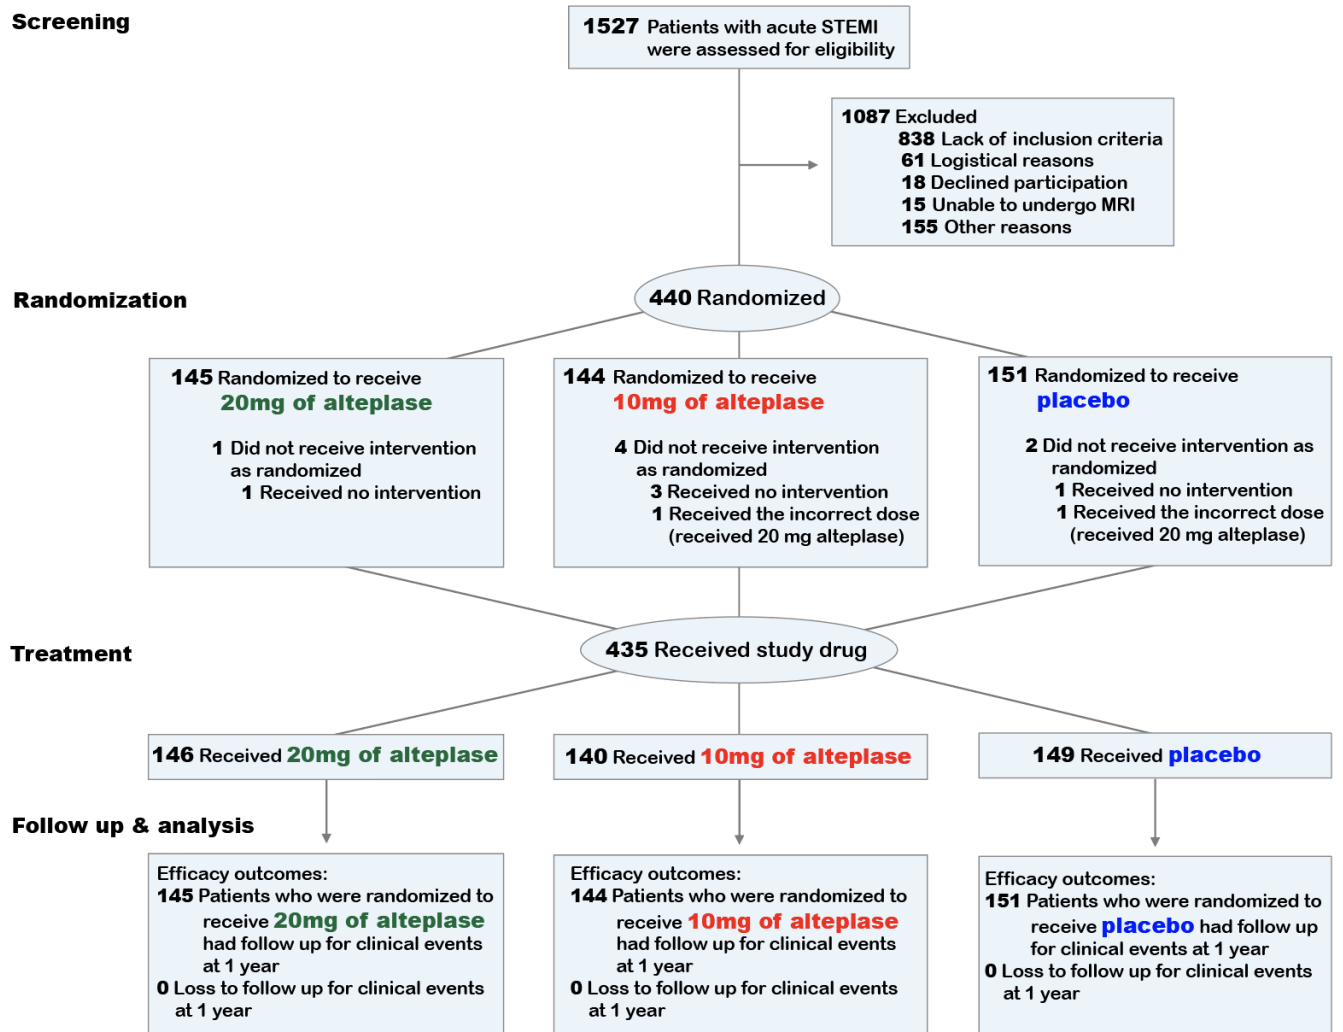 Screening
1527 Patients with acute STEMI
were assessed for eligibility
1087 Excluded
838 Lack of inclusion criteria
61 Logistical reasons
18 Declined participation
15 Unable to undergo MRI
155 Other reasons
Randomization
440 Randomized
145 Randomized to receive
20mg of alteplase
1 Did not receive intervention
as randomized
1 Received no intervention
144 Randomized to receive
10mg of alteplase
4 Did not receive intervention
as randomized
3 Received no intervention
1 Received the incorrect dose
(received 20 mg alteplase)
151 Randomized to receive
placebo
2 Did not receive intervention as
randomized
1 Received no intervention
1 Received the incorrect dose
(received 20 mg alteplase)
Treatment
435 Received study drug
146 Received 20mg of alteplase
140 Received 10mg of alteplase
149 Received placebo
Follow up & analysis
Efficacy outcomes:
145 Patients who were randomized to
receive 20mg of alteplase
had follow up for clinical events
at 1 year
0 Loss to follow up for clinical events
at 1 year
Efficacy outcomes:
144 Patients who were randomized to
receive 10mg of alteplase
had follow up for clinical events
at 1 year
0 Loss to follow up for clinical events
at 1 year
Efficacy outcomes:
151 Patients who were randomized to
receive placebo had follow up
for clinical events at 1 year
0 Loss to follow up for clinical events
at 1 year